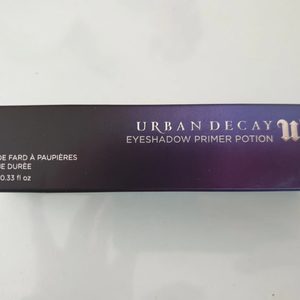 URBAN DECAY
EYESHADOW PRIMER POTION
DE FARD À PAUPIÈRES
E DURÉE
0.33 fl oz